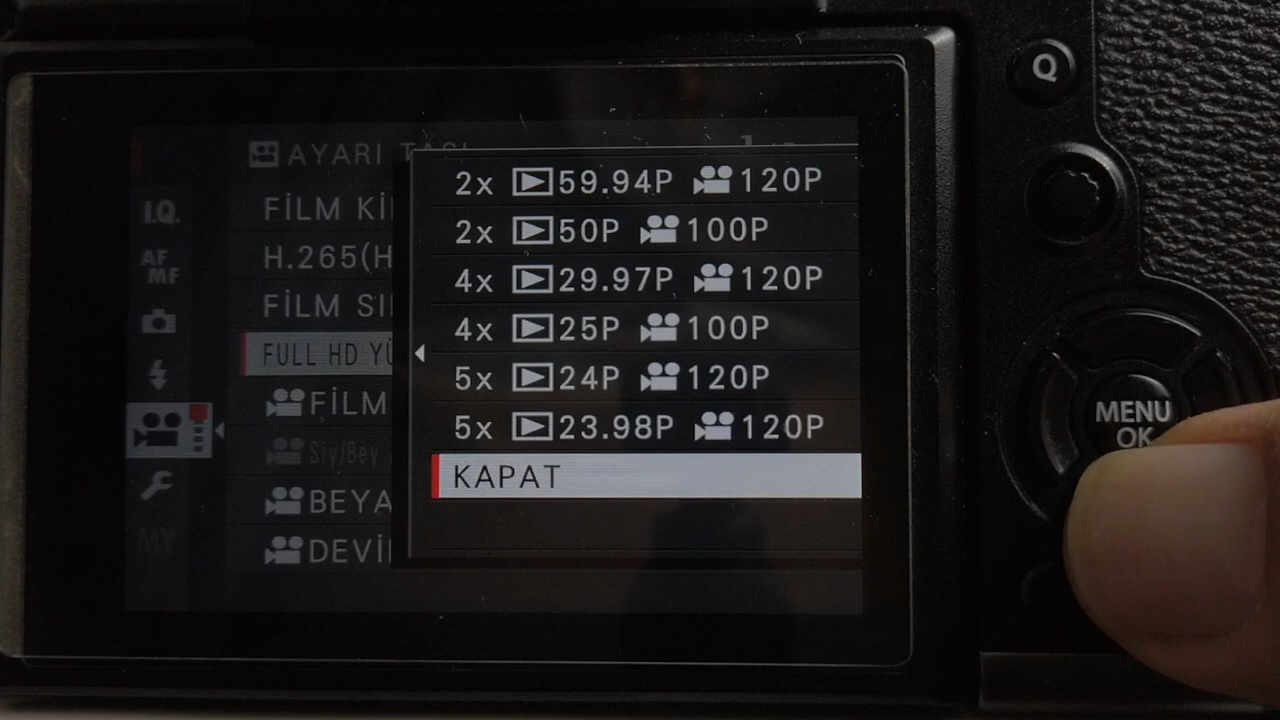 Q
AYARI
I.Q.
FİLM Kİ
2x 59.94P 120P
AF
MF
H.265(H
2x 50P 100P
FİLM SI
4x 29.97P 120P
FULL HD YÜ
4x 25P 100P
FİLM
5x 24P 120P
Siy/Bey
5x 23.98P 120P
BEYA
KAPAT
MY
DEVİ
MENU
OK